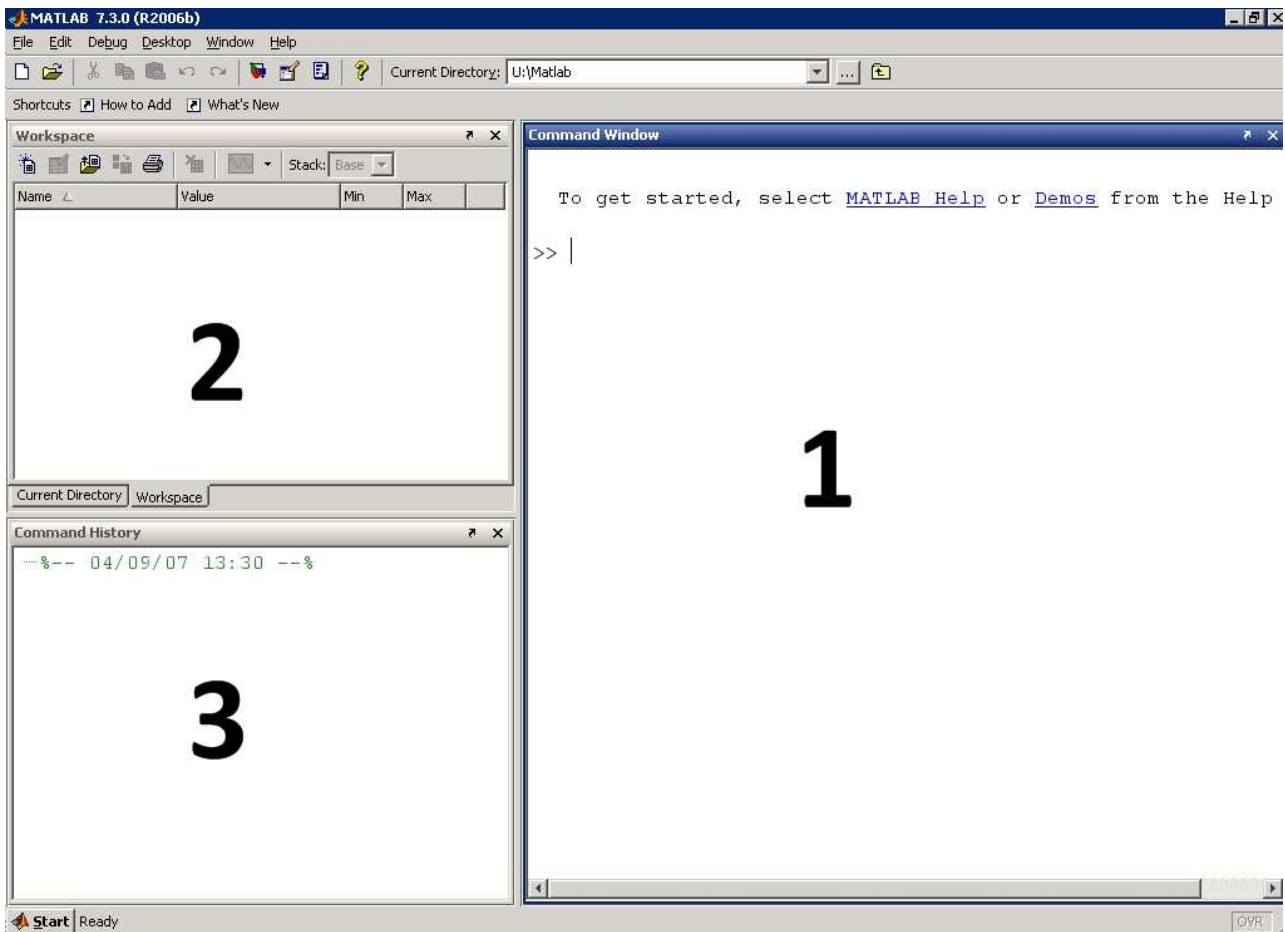 MATLAB 7.3.0 (R2006b)
File Edit Debug Desktop Window Help
Current Directory: U:\Matlab
Shortcuts How to Add What's New
Workspace
Stack: Base
Name Value Min Max
2
Current Directory Workspace
Command History
%-- 04/09/07 13:30 --%
3
Command Window
To get started, select MATLAB Help or Demos from the Help
>>
1
Start Ready
OVR